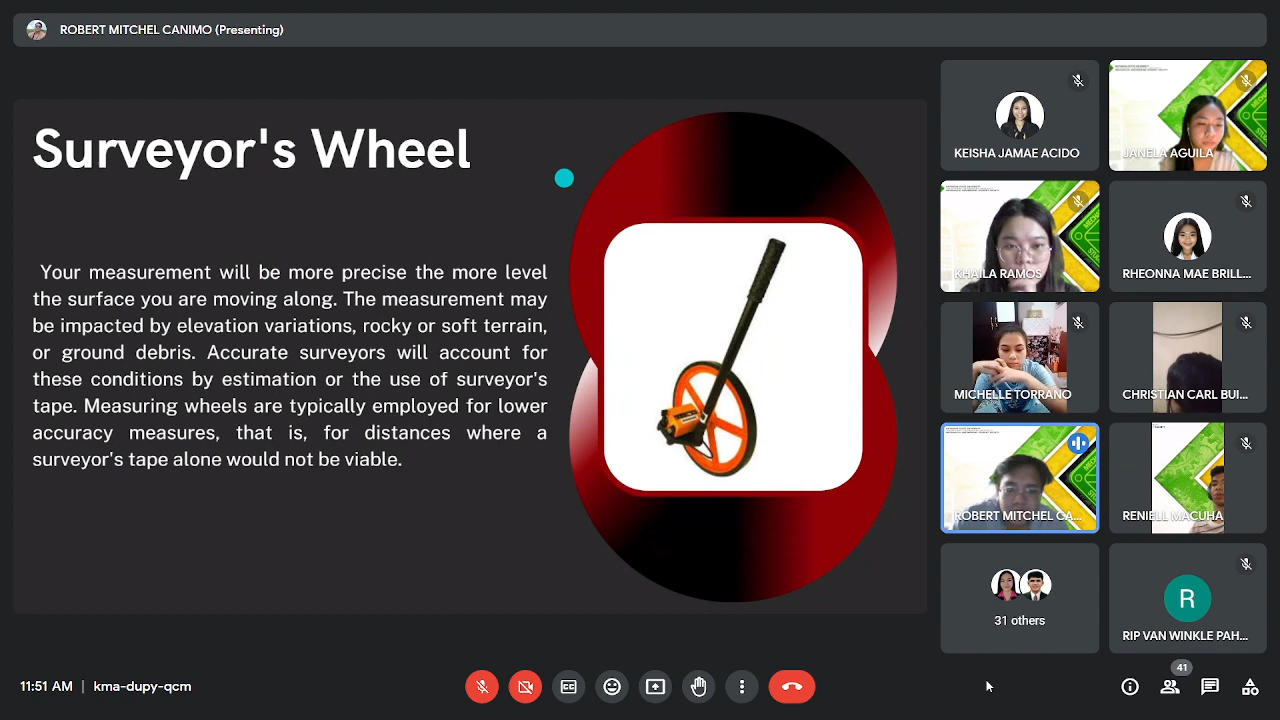 ROBERT MITCHEL CANIMO (Presenting)
Surveyor's Wheel
Your measurement will be more precise the more level
the surface you are moving along. The measurement may
be impacted by elevation variations, rocky or soft terrain,
or ground debris. Accurate surveyors will account for
these conditions by estimation or the use of surveyor's
tape. Measuring wheels are typically employed for lower
accuracy measures, that is, for distances where a
surveyor's tape alone would not be viable.
KEISHA JAMAE ACIDO
JANELA AGUILA
KHAILA RAMOS
RHEONNA MAE BRILL...
MICHELLE TORRANO
CHRISTIAN CARL BUI...
ROBERT MITCHEL CA...
RENIELL MACUHA
31 others
R
RIP VAN WINKLE PAH...
11:51 AM | kma-dupy-qcm
41